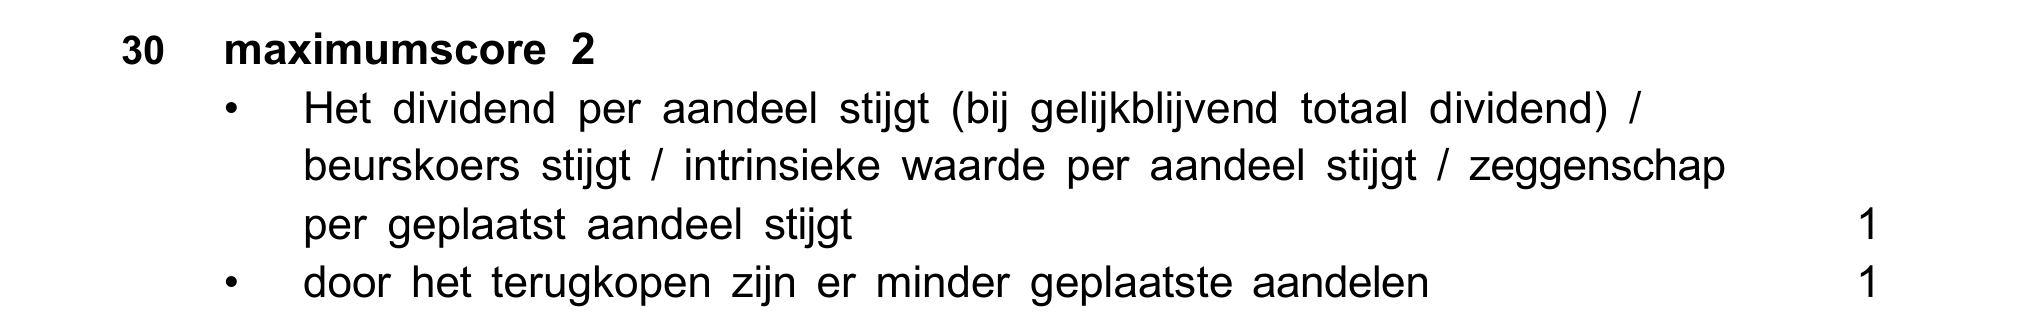 30 maximumscore 2
• Het dividend per aandeel stijgt (bij gelijkblijvend totaal dividend) /
beurskoers stijgt / intrinsieke waarde per aandeel stijgt / zeggenschap
per geplaatst aandeel stijgt 1
• door het terugkopen zijn er minder geplaatste aandelen 1